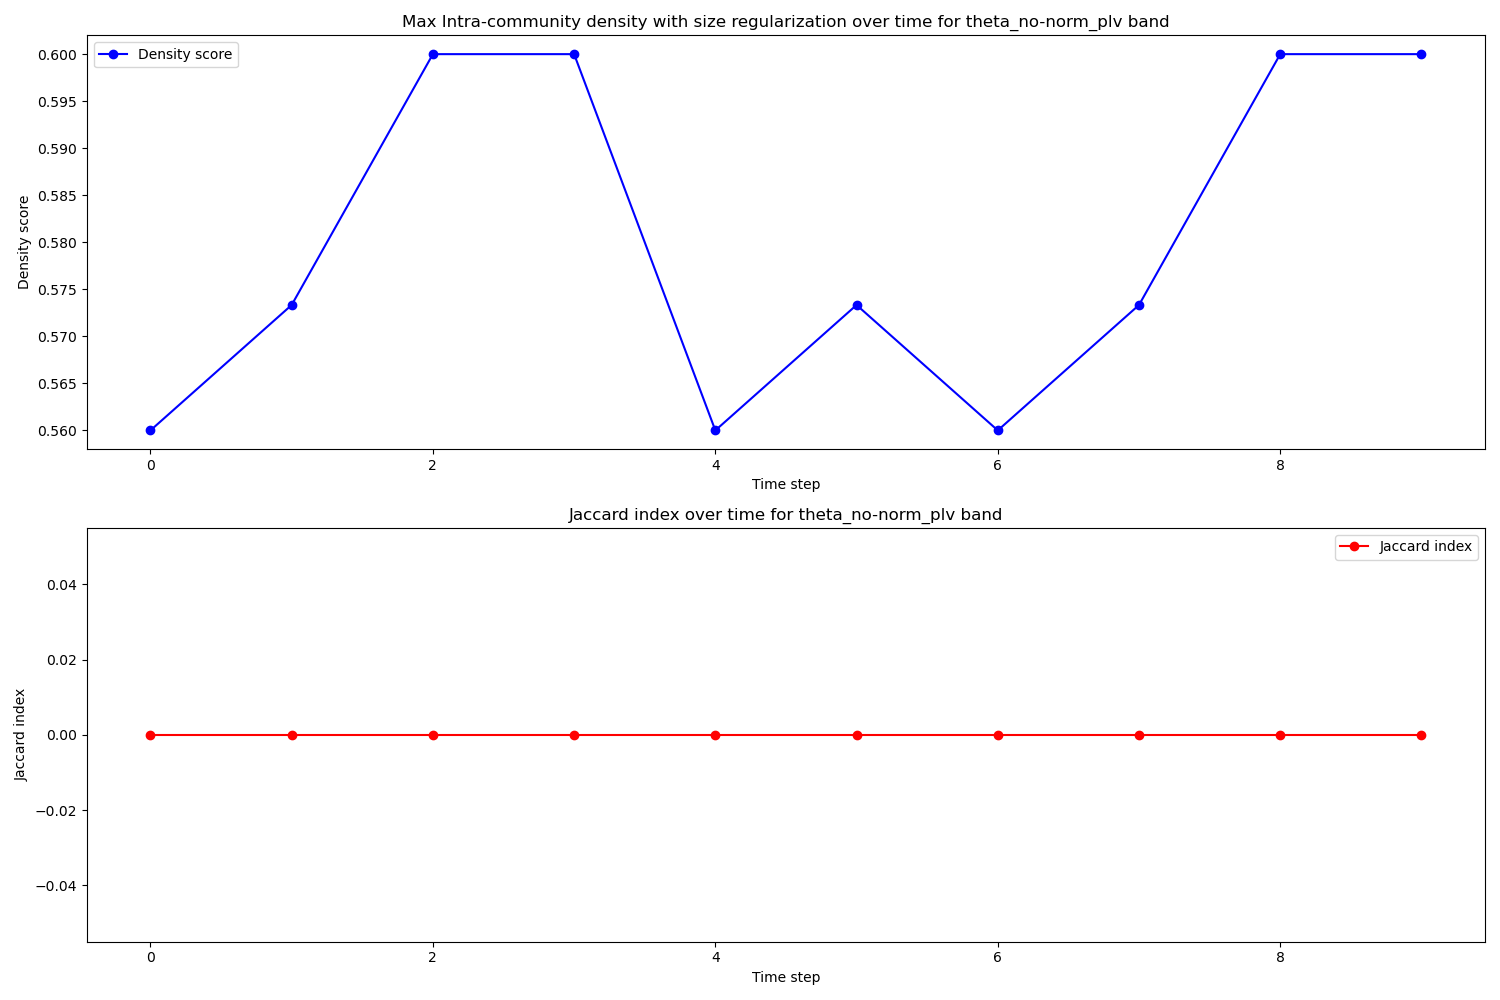 Max Intra-community density with size regularization over time for theta_no-norm_plv band
Density score
0.600
0.595
0.590
0.585
0.580
0.575
0.570
0.565
0.560
Density score
0 2 4 6 8
Time step
Jaccard index over time for theta_no-norm_plv band
Jaccard index
0.04
0.02
0.00
−0.02
−0.04
Jaccard index
0 2 4 6 8
Time step